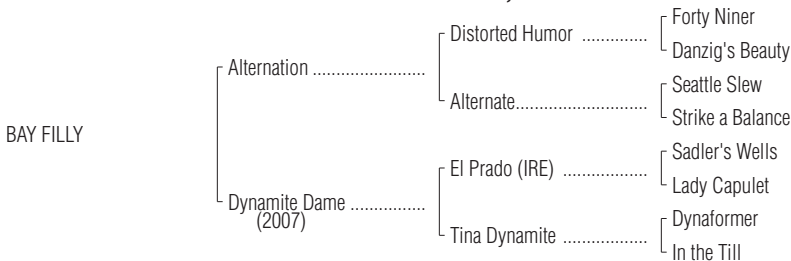 Forty Niner
Distorted Humor ..............
Danzig's Beauty
Alternation ........................
Seattle Slew
Alternate............................
Strike a Balance
BAY FILLY
Sadler's Wells
El Prado (IRE) ..................
Lady Capulet
Dynamite Dame ................
(2007)
Dynaformer
Tina Dynamite ..................
In the Till